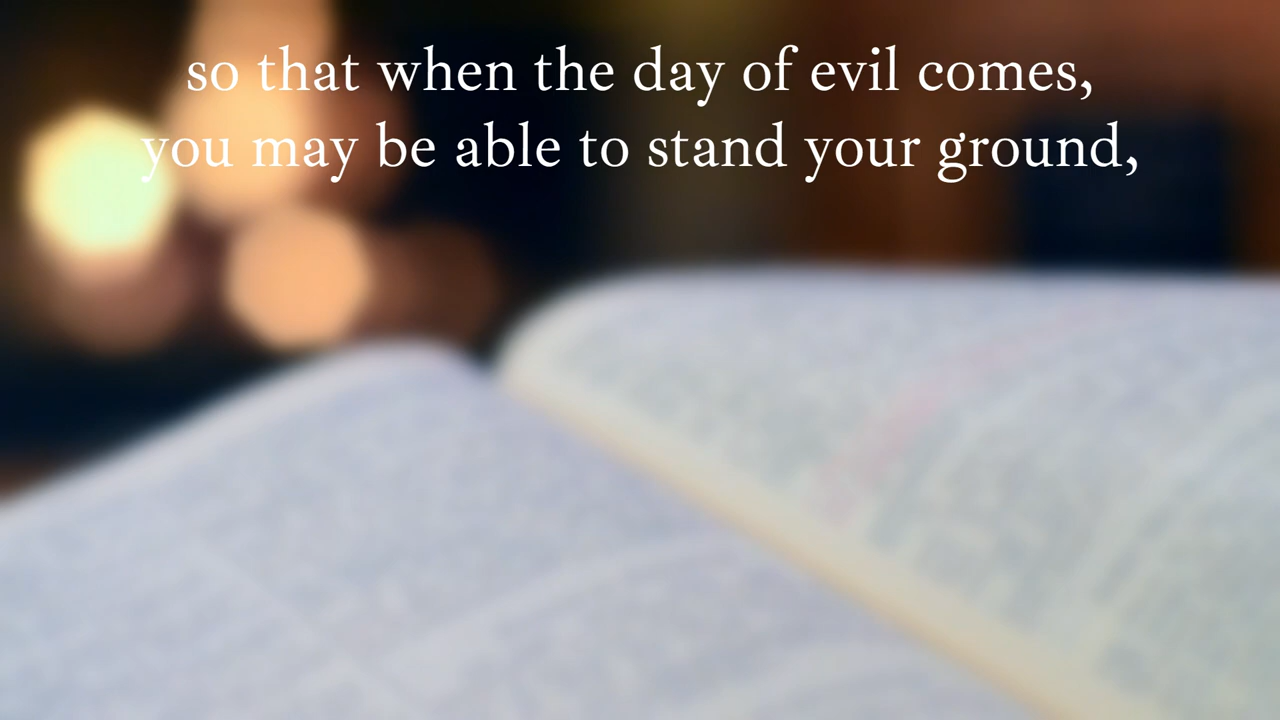 so that when the day of evil comes,
you may be able to stand your ground,